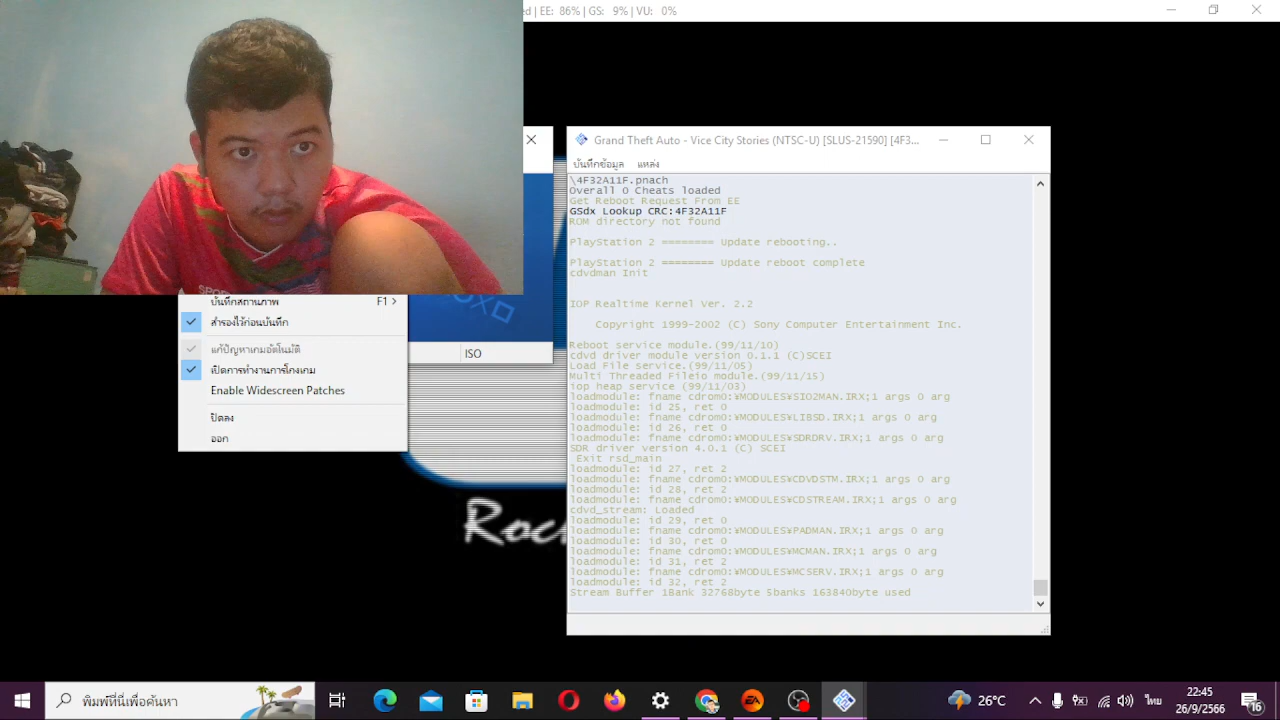 ed | EE: 86% | GS: 9% | VU: 0%
Grand Theft Auto - Vice City Stories (NTSC-U) [SLUS-21590] [4F3...
บันทึกข้อมูล แหล่ง
\4F32A11F.pnach
Overall 0 Cheats loaded
Get Reboot Request From EE
GSdx Lookup CRC:4F32A11F
ROM directory not found
PlayStation 2 ======== Update rebooting..
PlayStation 2 ======== Update reboot complete
cdvdman Init
IOP Realtime Kernel Ver. 2.2
Copyright 1999-2002 (C) Sony Computer Entertainment Inc.
Reboot service module.(99/11/10)
cdvd driver module version 0.1.1 (C)SCEI
Load File service.(99/11/05)
Multi Threaded Fileio module.(99/11/15)
iop heap service (99/11/03)
loadmodule: fname cdrom0:¥MODULES¥SIO2MAN.IRX;1 args 0 arg
loadmodule: id 25, ret 0
loadmodule: fname cdrom0:¥MODULES¥LIBSD.IRX;1 args 0 arg
loadmodule: id 26, ret 0
loadmodule: fname cdrom0:¥MODULES¥SDRDRV.IRX;1 args 0 arg
SDR driver version 4.0.1 (C) SCEI
Exit rsd_main
loadmodule: id 27, ret 2
loadmodule: fname cdrom0:¥MODULES¥CDVDSTM.IRX;1 args 0 arg
loadmodule: id 28, ret 2
loadmodule: fname cdrom0:¥MODULES¥CDSTREAM.IRX;1 args 0 arg
cdvd_stream: Loaded
loadmodule: id 29, ret 0
loadmodule: fname cdrom0:¥MODULES¥PADMAN.IRX;1 args 0 arg
loadmodule: id 30, ret 0
loadmodule: fname cdrom0:¥MODULES¥MCMAN.IRX;1 args 0 arg
loadmodule: id 31, ret 2
loadmodule: fname cdrom0:¥MODULES¥MCSERV.IRX;1 args 0 arg
loadmodule: id 32, ret 2
Stream Buffer 1Bank 32768byte 5banks 163840byte used
บันทึกสถานภาพ F1
สำรองไว้ก่อนบันทึก
แก้ปัญหาเกมอัตโนมัติ
เปิดการทำงานการโกงเกม
Enable Widescreen Patches
ปิดลง
ออก
ISO
Roc
พิมพ์ที่นี่เพื่อค้นหา
EA
26°C
ไทย
22:45
26/9/2566
16